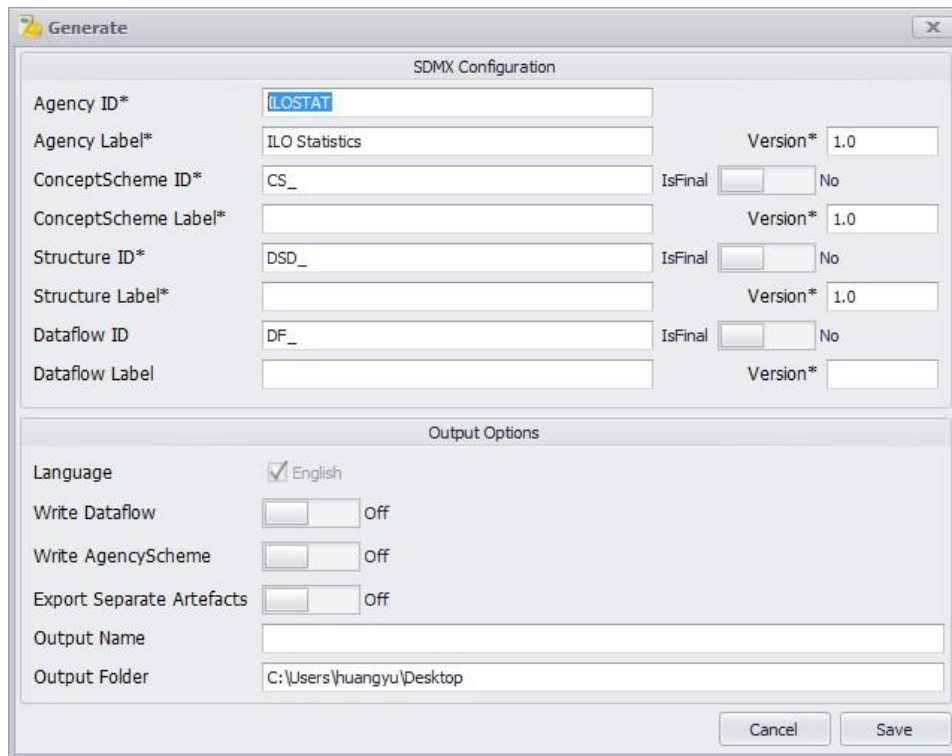 Generate
SDMX Configuration
Agency ID* ILOSTAT
Agency Label* ILO Statistics Version* 1.0
ConceptScheme ID* CS_ IsFinal No
ConceptScheme Label* Version* 1.0
Structure ID* DSD_ IsFinal No
Structure Label* Version* 1.0
Dataflow ID DF_ IsFinal No
Dataflow Label Version*
Output Options
Language English
Write Dataflow Off
Write AgencyScheme Off
Export Separate Artefacts Off
Output Name
Output Folder C:\Users\huangyu\Desktop
Cancel Save